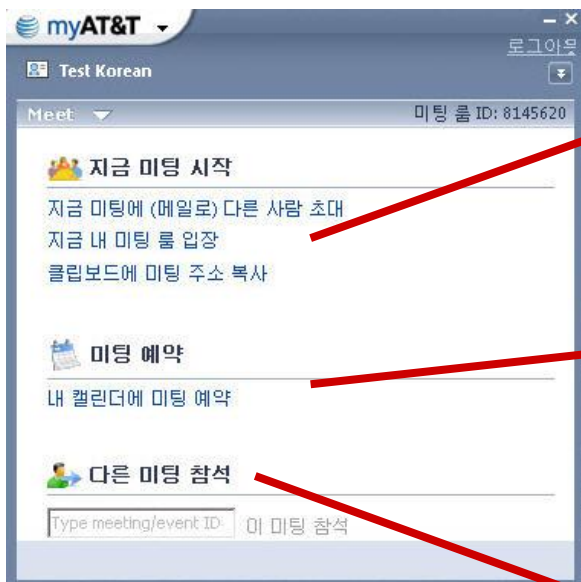 myAT&T
로그아웃
Test Korean
Meet
미팅 룸 ID: 8145620
지금 미팅 시작
지금 미팅에 (메일로) 다른 사람 초대
지금 내 미팅 룸 입장
클립보드에 미팅 주소 복사
미팅 예약
내 캘린더에 미팅 예약
다른 미팅 참석
Type meeting/event ID 이 미팅 참석